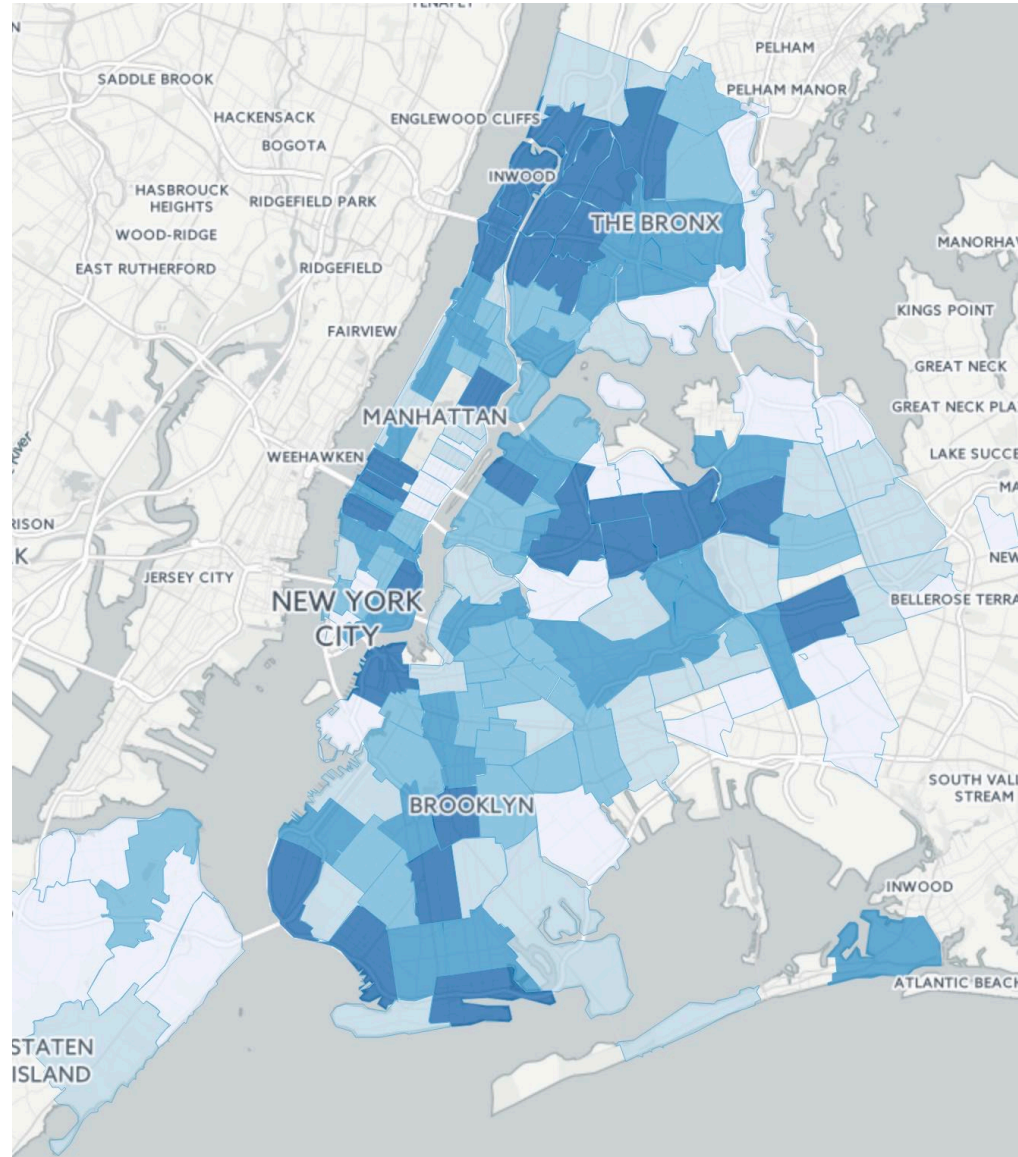 PELHAM
SADDLE BROOK
PELHAM MANOR
HACKENSACK
ENGLEWOOD CLIFFS
BOGOTA
INWOOD
HASBROUCK
HEIGHTS
RIDGEFIELD PARK
THE BRONX
WOOD-RIDGE
EAST RUTHERFORD
RIDGEFIELD
KINGS POINT
FAIRVIEW
GREAT NECK
GREAT NECK PLA
MANHATTAN
WEEHAWKEN
LAKE SUCCE
River
RISON
K
NEW
JERSEY CITY
NEW YORK
CITY
BELLEROSE TERRA
SOUTH VALL
STREAM
BROOKLYN
INWOOD
ATLANTIC BEACH
STATEN
ISLAND